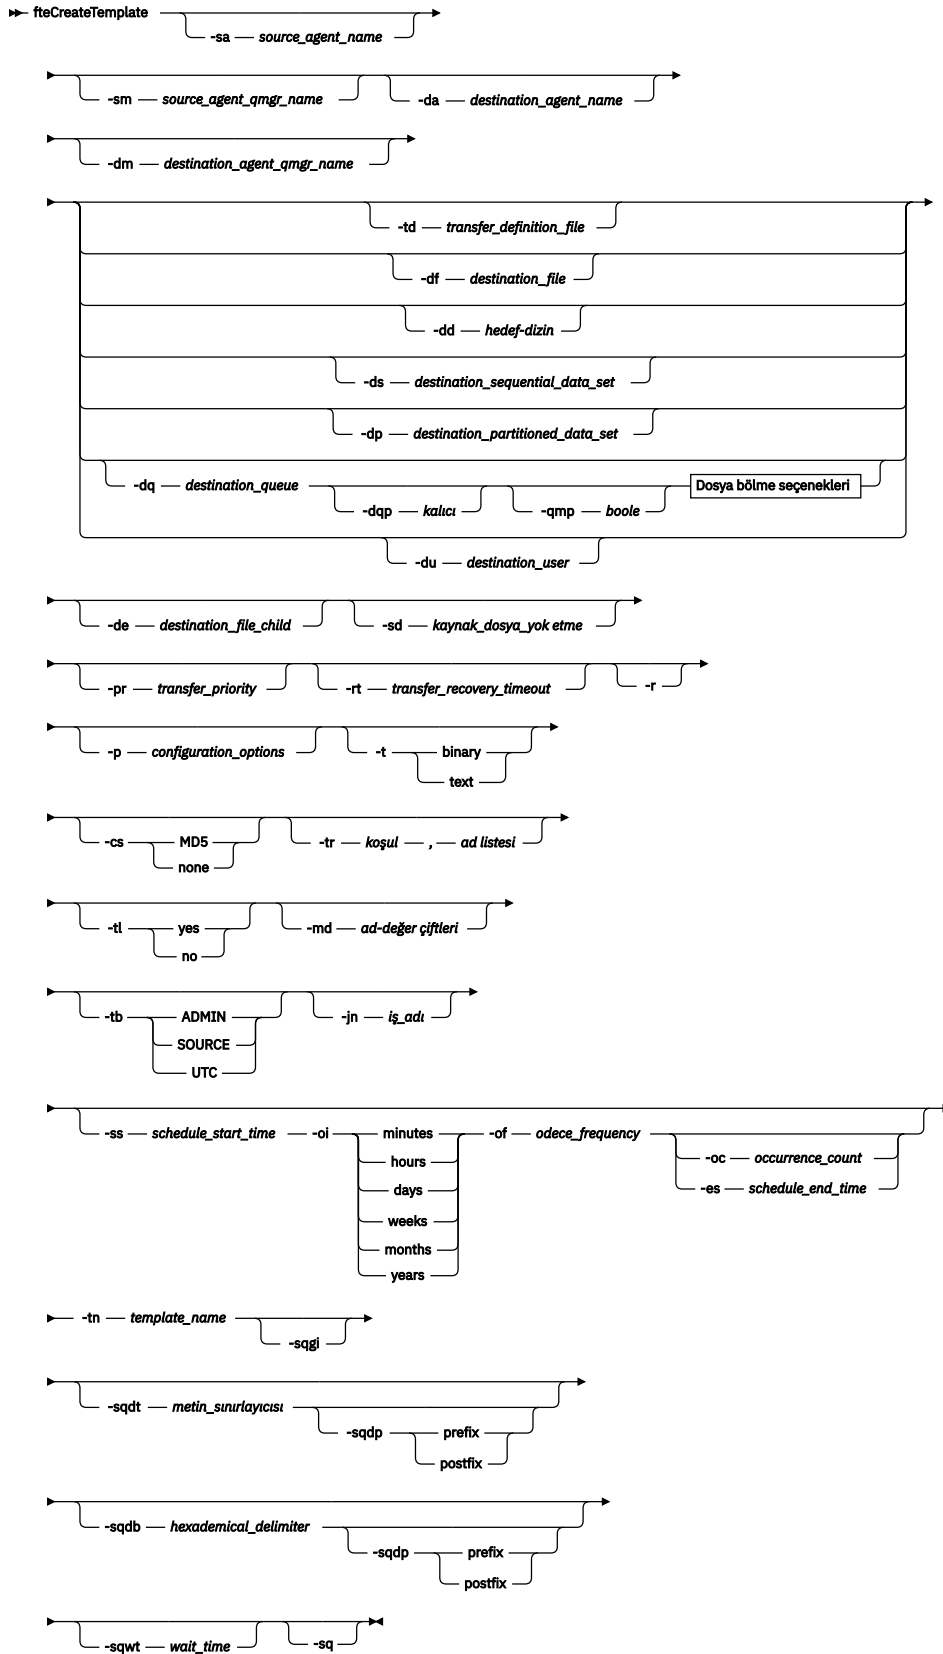 fteCreateTemplate
-sa source_agent_name
-sm source_agent_qmgr_name -da destination_agent_name
-dm destination_agent_qmgr_name
-td transfer_definition_file
-df destination_file
-dd hedef-dizin
-ds destination_sequential_data_set
-dp destination_partitioned_data_set
-dq destination_queue Dosya bölme seçenekleri
-dqp kalıcı -qmp boole
-du destination_user
-de destination_file_child -sd kaynak_dosya_yok etme
-pr transfer_priority -rt transfer_recovery_timeout -r
-p configuration_options -t binary
text
-cs MD5 -tr koşul , ad listesi
none
-tl yes -md ad-değer çiftleri
no
-tb ADMIN -jn iş_adı
SOURCE
UTC
-ss schedule_start_time -oi minutes -of odece_frequency
hours -oc occurrence_count
days -es schedule_end_time
weeks
months
years
-tn template_name
-sqgi
-sqdt metin_sınırlayıcısı
-sqdp prefix
postfix
-sqdb hexademical_delimiter
-sqdp prefix
postfix
-sqwt wait_time -sq